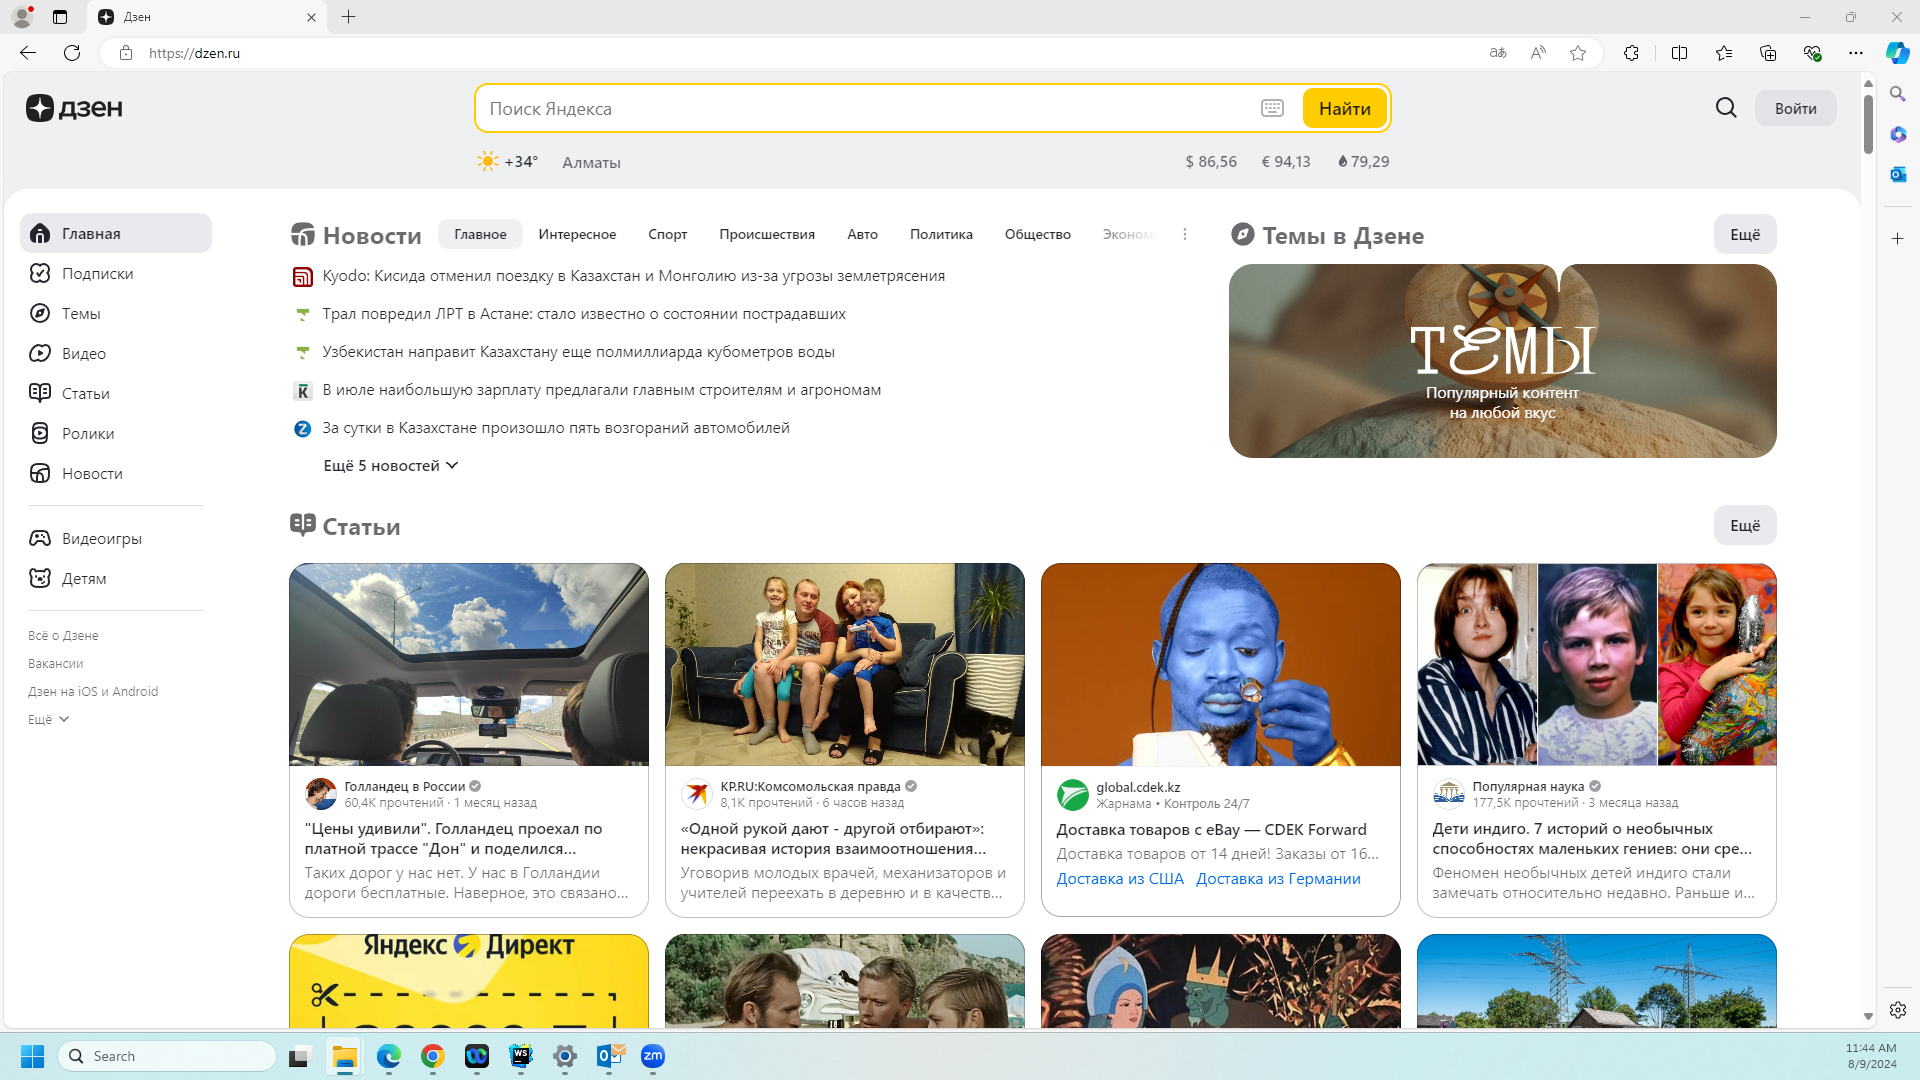 Дзен
https://dzen.ru
дзен
Поиск Яндекса
Найти
Войти
+34°
Алматы
$ 86,56
€ 94,13
79,29
Главная
Подписки
Темы
Видео
Статьи
Ролики
Новости
Видеоигры
Детям
Всё о Дзене
Вакансии
Дзен на iOS и Android
Ещё
Новости
Главное
Интересное
Спорт
Происшествия
Авто
Политика
Общество
Эконом
Kyodo: Кисида отменил поездку в Казахстан и Монголию из-за угрозы землетрясения
Трал повредил ЛРТ в Астане: стало известно о состоянии пострадавших
Узбекистан направит Казахстану еще полмиллиарда кубометров воды
В июле наибольшую зарплату предлагали главным строителям и агрономам
За сутки в Казахстане произошло пять возгораний автомобилей
Ещё 5 новостей
Темы в Дзене
Ещё
ТЕМЫ
Популярный контент
на любой вкус
Статьи
Ещё
Голландец в России
60,4K прочтений · 1 месяц назад
"Цены удивили". Голландец проехал по
платной трассе "Дон" и поделился...
Таких дорог у нас нет. У нас в Голландии
дороги бесплатные. Наверное, это связано...
KP.RU:Комсомольская правда
8,1K прочтений · 6 часов назад
«Одной рукой дают - другой отбирают»:
некрасивая история взаимоотношения...
Уговорив молодых врачей, механизаторов и
учителей переехать в деревню и в качеств...
global.cdek.kz
Жарнама • Контроль 24/7
Доставка товаров с eBay — CDEK Forward
Доставка товаров от 14 дней! Заказы от 16...
Доставка из США Доставка из Германии
Популярная наука
177,5K прочтений · 3 месяца назад
Дети индиго. 7 историй о необычных
способностях маленьких гениев: они сре...
Феномен необычных детей индиго стали
замечать относительно недавно. Раньше и...
Яндекс Директ
Search
WS
zm
11:44 AM
8/9/2024